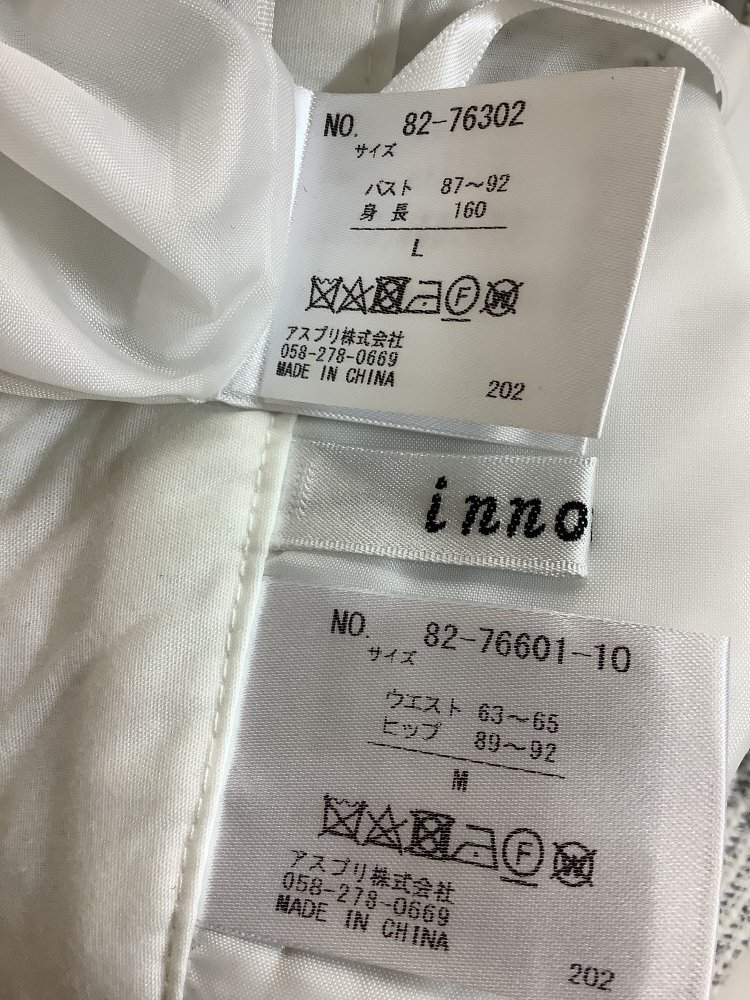 NO. 82-76302
サイズ
バスト 87〜92
身長 160
L
F W
アスプリ株式会社
058-278-0669
MADE IN CHINA
202
inno
NO. 82-76601-10
サイズ
ウエスト 63〜65
ヒップ 89〜92
M
F W
アスプリ株式会社
058-278-0669
MADE IN CHINA
202